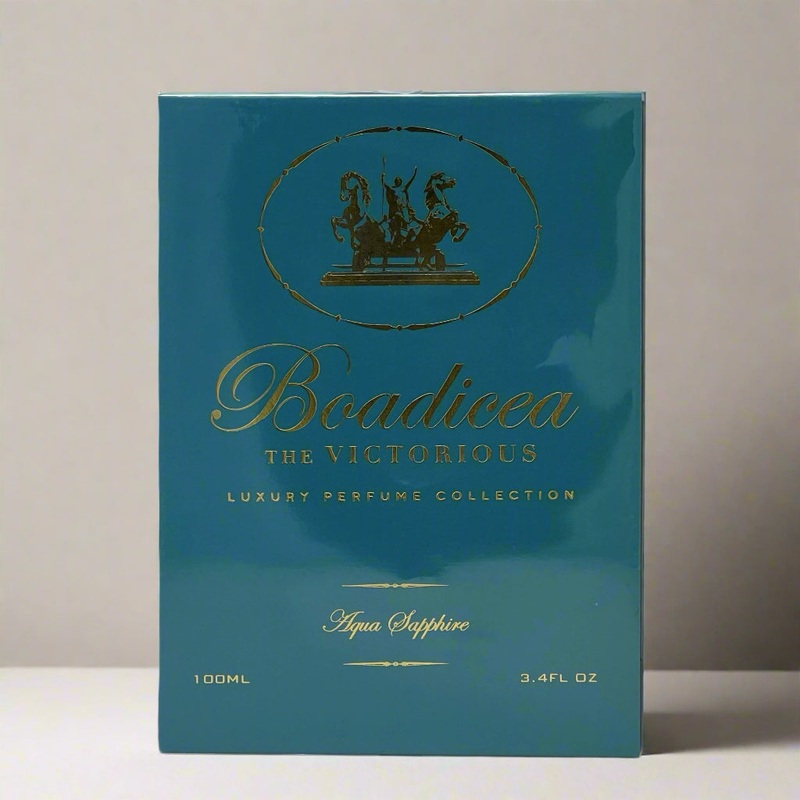 Boadicea
THE VICTORIOUS
LUXURY PERFUME COLLECTION
Aqua Sapphire
100ML
3.4FL OZ